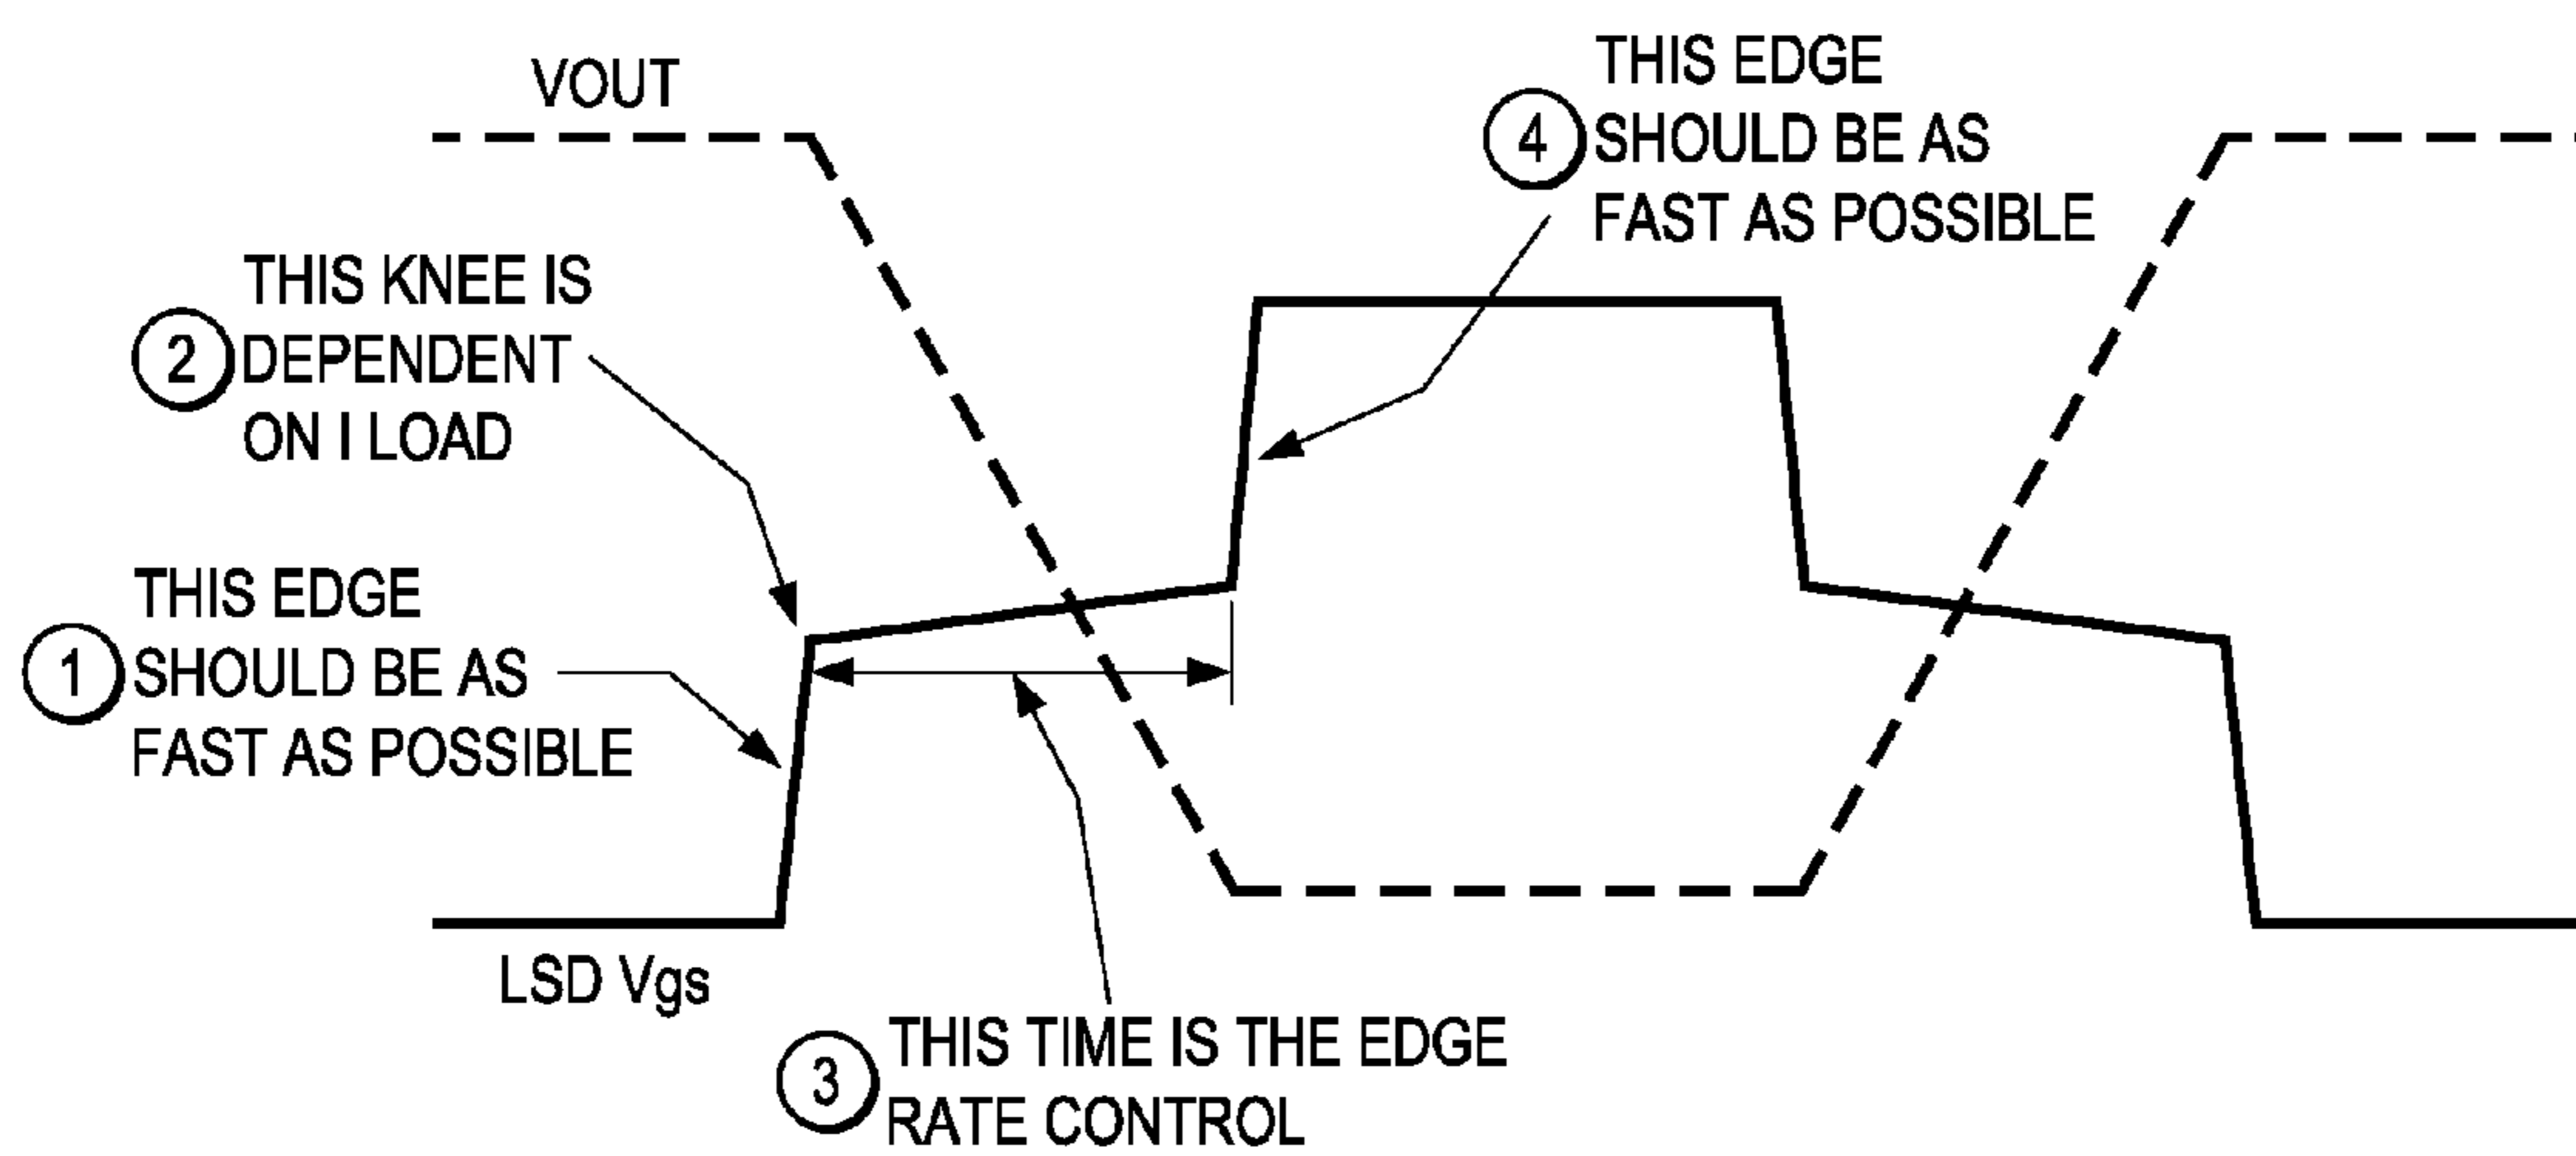 VOUT
THIS EDGE
4 SHOULD BE AS
FAST AS POSSIBLE
THIS KNEE IS
2 DEPENDENT
ON I LOAD
THIS EDGE
1 SHOULD BE AS
FAST AS POSSIBLE
LSD Vgs
3 THIS TIME IS THE EDGE
RATE CONTROL